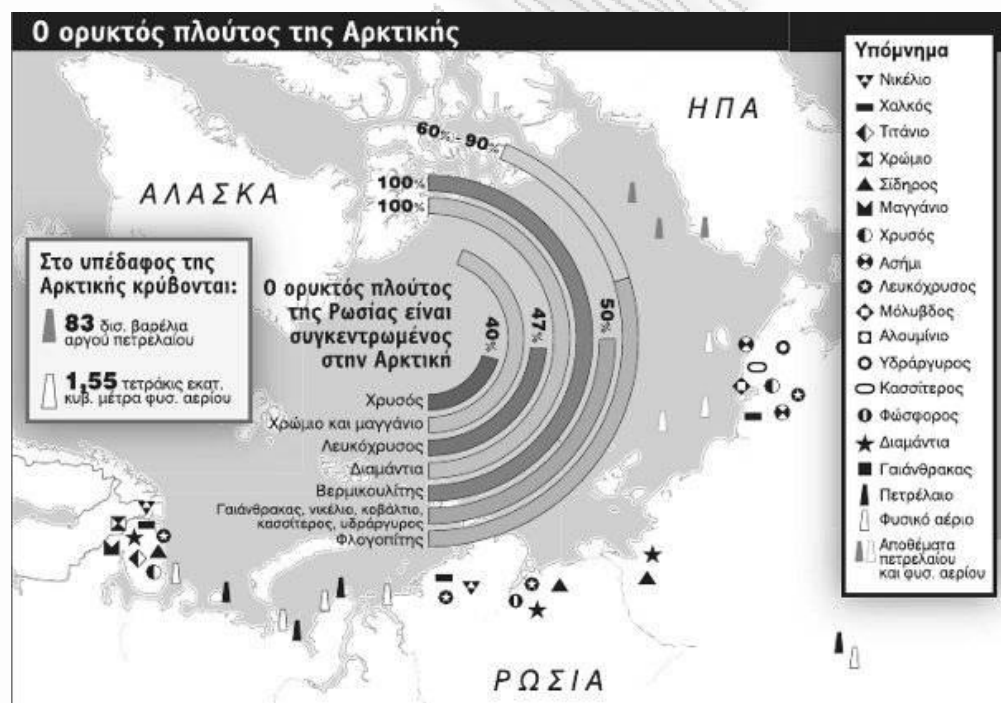 Ο ορυκτός πλούτος της Αρκτικής
Υπόμνημα
Νικέλιο
Χαλκός
Τιτάνιο
Χρώμιο
Σίδηρος
Μαγγάνιο
Χρυσός
Ασήμι
Λευκόχρυσος
Μόλυβδος
Αλουμίνιο
Υδράργυρος
Κασσίτερος
Φώσφορος
Διαμάντια
Γαιάνθρακας
Πετρέλαιο
Φυσικό αέριο
Αποθέματα
πετρελαίου
και φυσ. αερίου
ΗΠΑ
ΑΛΑΣΚΑ
60%-90%
100%
100%
Στο υπέδαφος της
Αρκτικής κρύβονται:
83 δισ. βαρέλια
αργού πετρελαίου
1,55 τετράκις εκατ.
κυβ. μέτρα φυσ. αερίου
Ο ορυκτός πλούτος
της Ρωσίας είναι
συγκεντρωμένος
στην Αρκτική
40%
47%
50%
Χρυσός
Χρώμιο και μαγγάνιο
Λευκόχρυσος
Διαμάντια
Βερμικουλίτης
Γαιάνθρακας, νικέλιο, κοβάλτιο,
κασσίτερος, υδράργυρος
Φλογοπίτης
ΡΩΣΙΑ